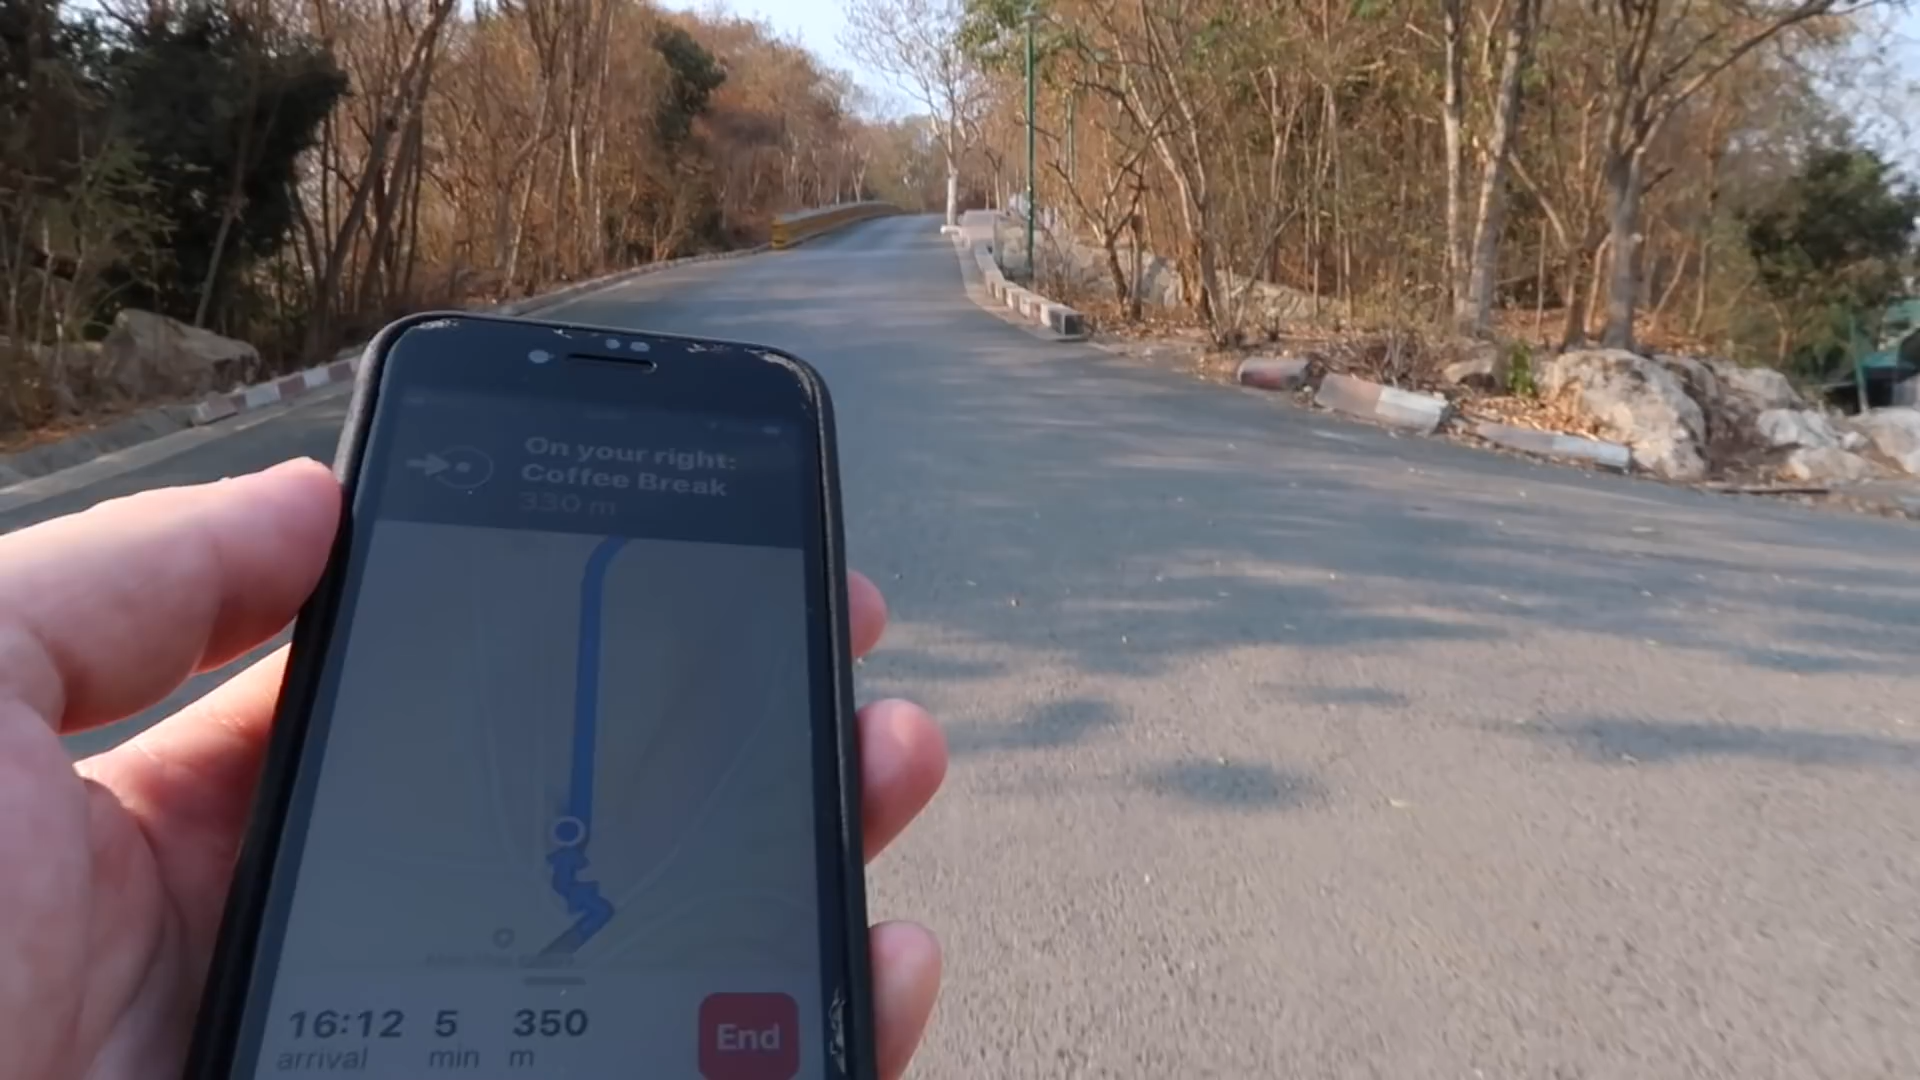 On your right:
Coffee Break
330 m
16:12 5 350
arrival min m
End